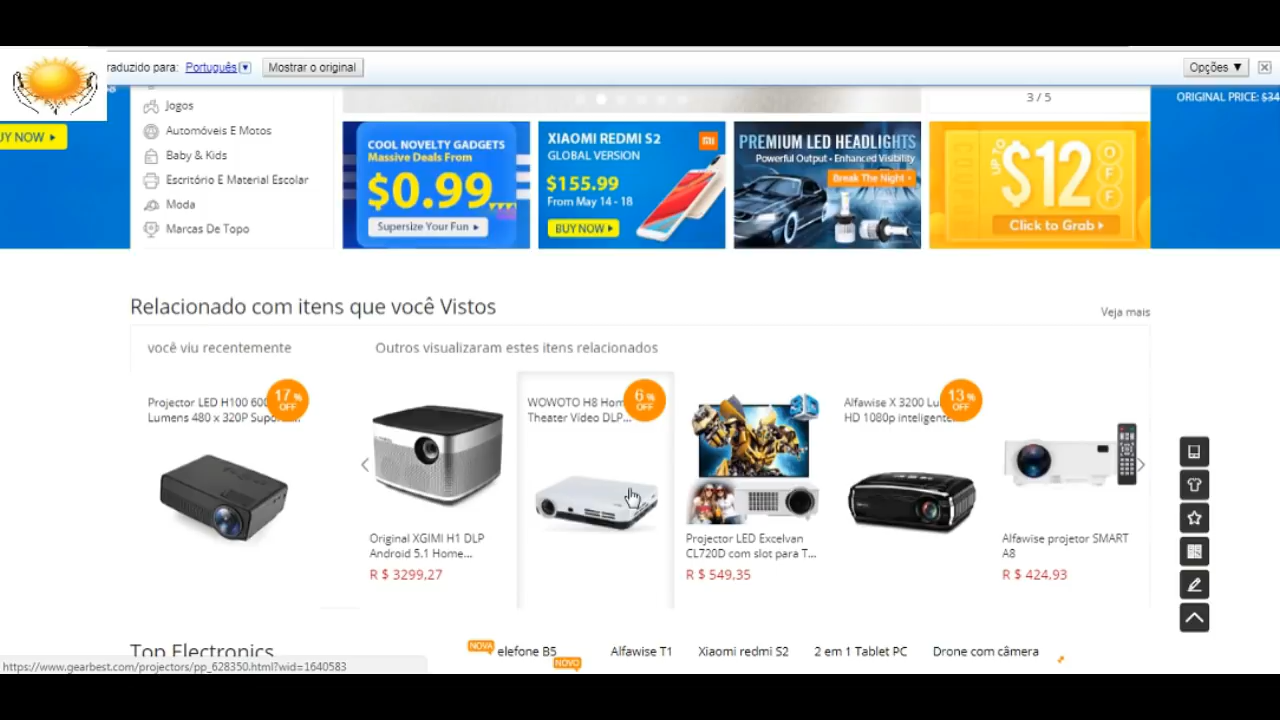 raduzido para: Português Mostrar o original Opções ▼
Jogos
Automóveis E Motos
Baby & Kids
Escritório E Material Escolar
Moda
Marcas De Topo
3 / 5
ORIGINAL PRICE: $34
UY NOW
COOL NOVELTY GADGETS
Massive Deals From
$0.99
Supersize Your Fun
XIAOMI REDMI S2
GLOBAL VERSION
$155.99
From May 14 - 18
BUY NOW
PREMIUM LED HEADLIGHTS
Powerful Output • Enhanced Visibility
Break The Night
UP TO
$12
OFF
Click to Grab
Relacionado com itens que você Vistos
Veja mais
você viu recentemente
Outros visualizaram estes itens relacionados
Projector LED H100 600
Lumens 480 x 320P Supo...
17 %
OFF
Original XGIMI H1 DLP
Android 5.1 Home...
R $ 3299,27
WOWOTO H8 Hom
Theater Vídeo DLP...
6 %
OFF
3D
Projector LED Excelvan
CL720D com slot para T...
R $ 549,35
Alfawise X 3200 Lu
HD 1080p inteligente...
13 %
OFF
Alfawise projetor SMART
A8
R $ 424,93
Top Electronics
NOVA
elefone B5
NOVO
Alfawise T1
Xiaomi redmi S2
2 em 1 Tablet PC
Drone com câmera
https://www.gearbest.com/projectors/pp_628350.html?wid=1640583